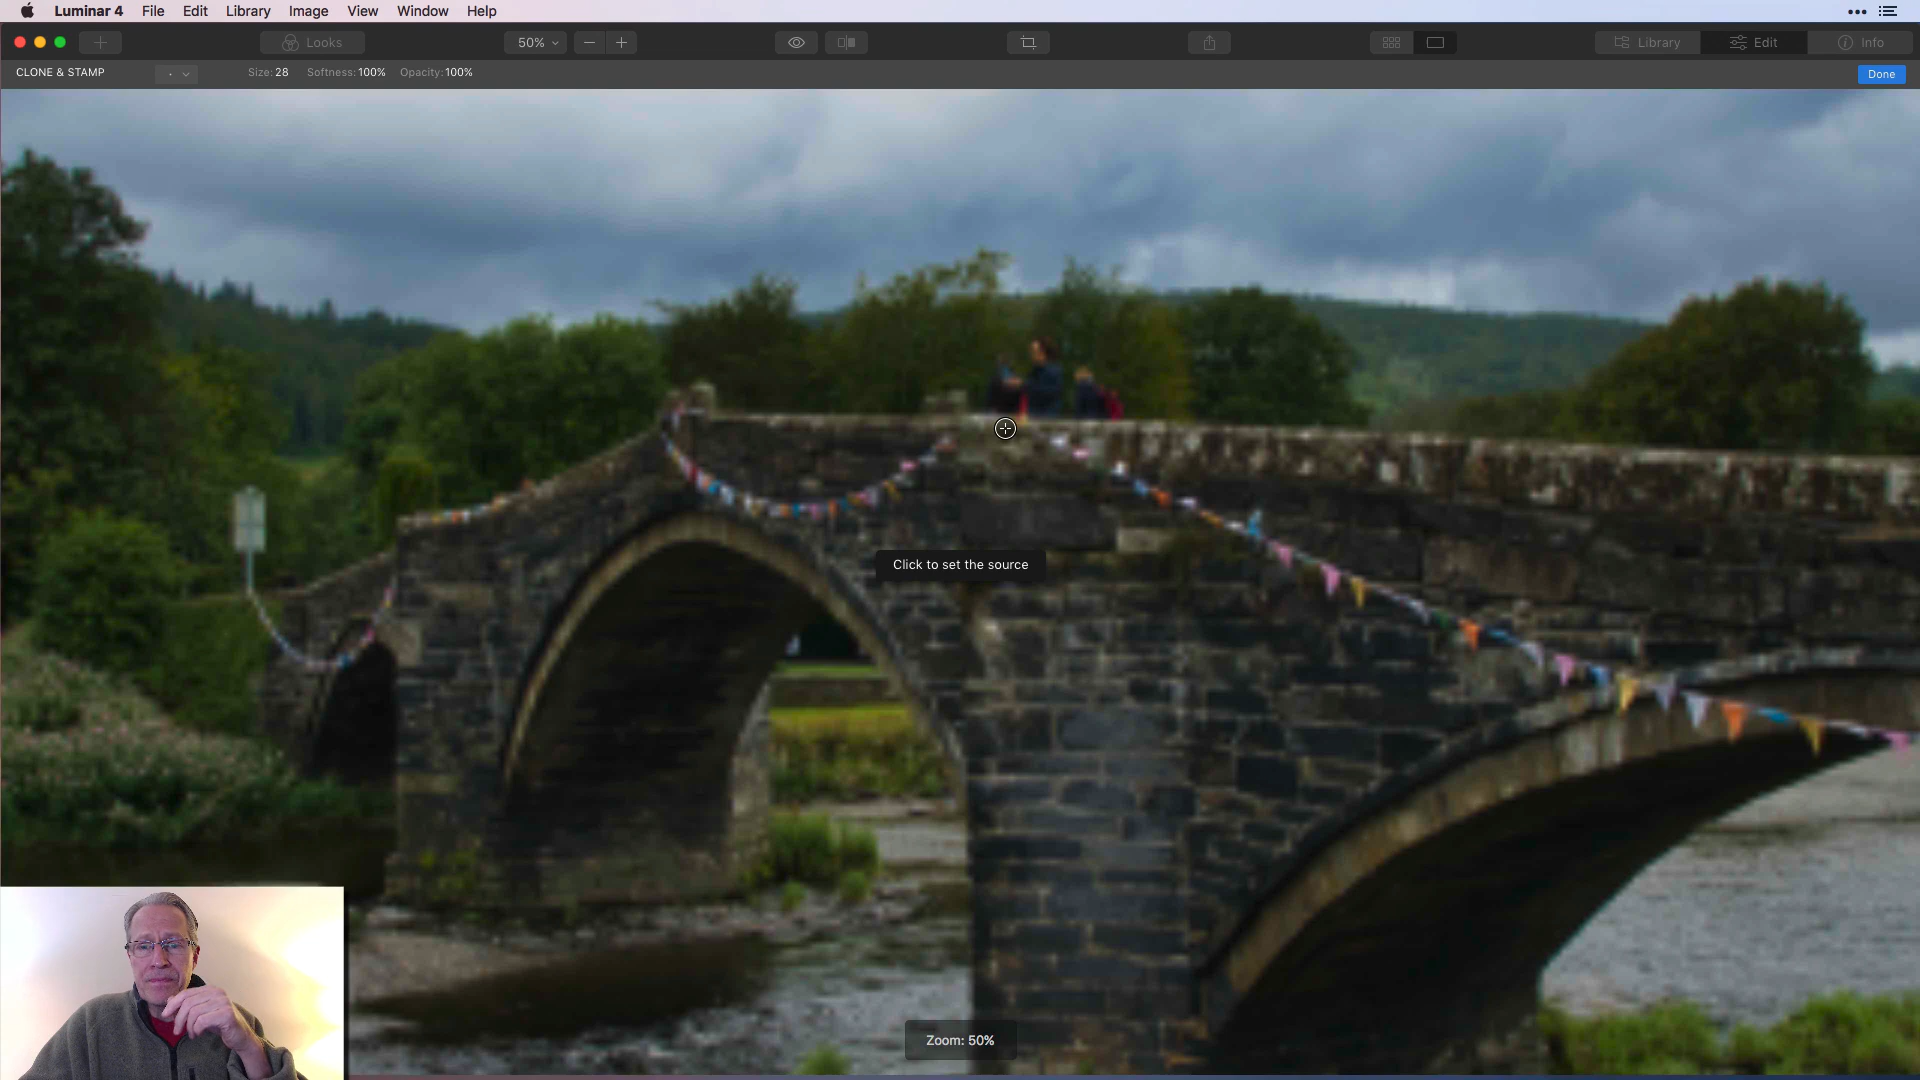 Luminar 4 File Edit Library Image View Window Help
Looks 50% Library Edit Info
CLONE & STAMP Size: 28 Softness: 100% Opacity: 100% Done
Click to set the source
Zoom: 50%